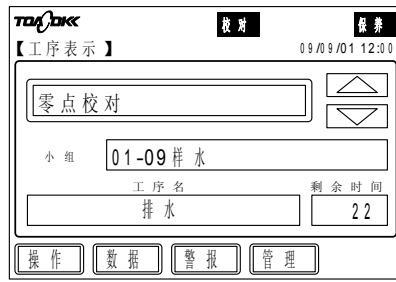 TOADKK 校对 保养
【工序表示】 09/09/01 12:00
零点校对
小组 01-09样水
工序名 剩余时间
排水 22
操作 数据 警报 管理